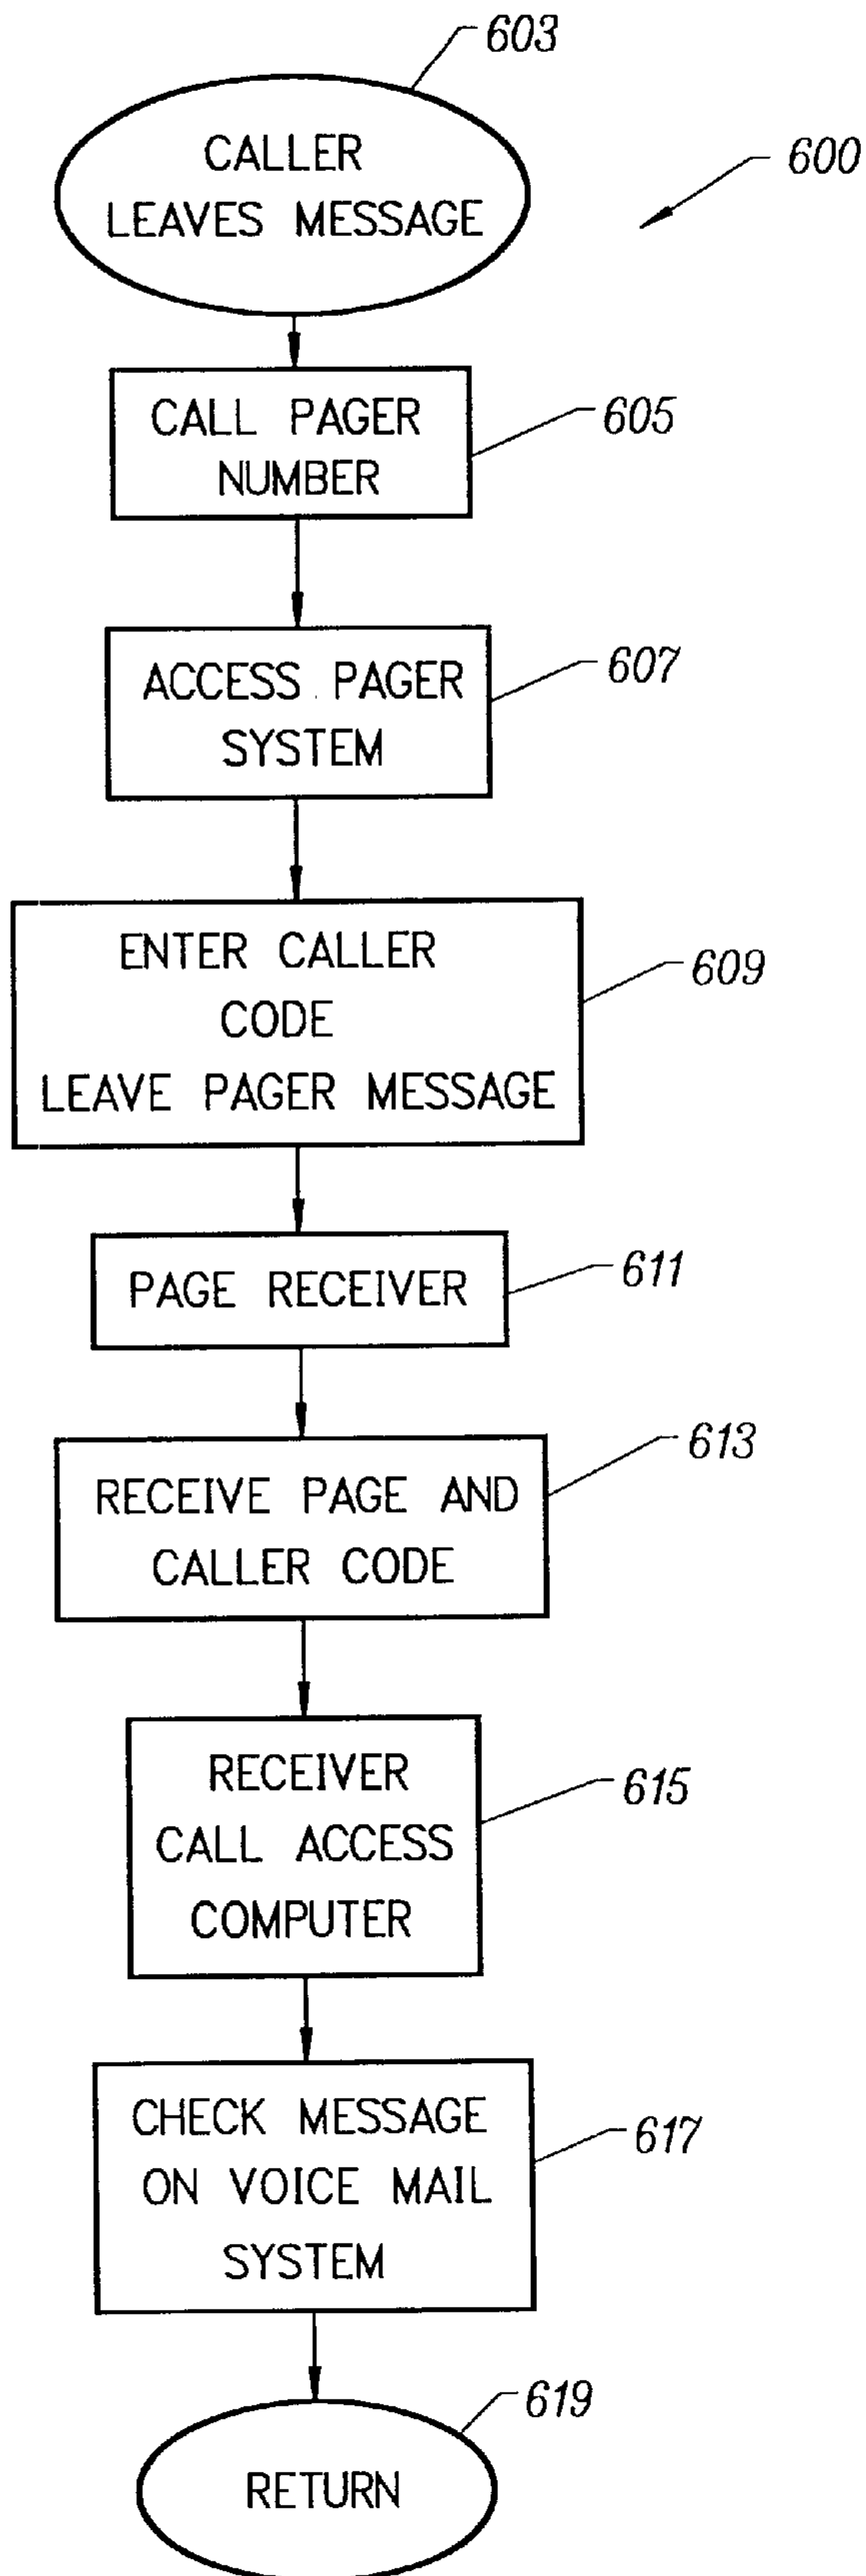 603
CALLER
LEAVES MESSAGE
600
CALL PAGER
NUMBER
605
ACCESS PAGER
SYSTEM
607
ENTER CALLER
CODE
LEAVE PAGER MESSAGE
609
PAGE RECEIVER
611
RECEIVE PAGE AND
CALLER CODE
613
RECEIVER
CALL ACCESS
COMPUTER
615
CHECK MESSAGE
ON VOICE MAIL
SYSTEM
617
619
RETURN